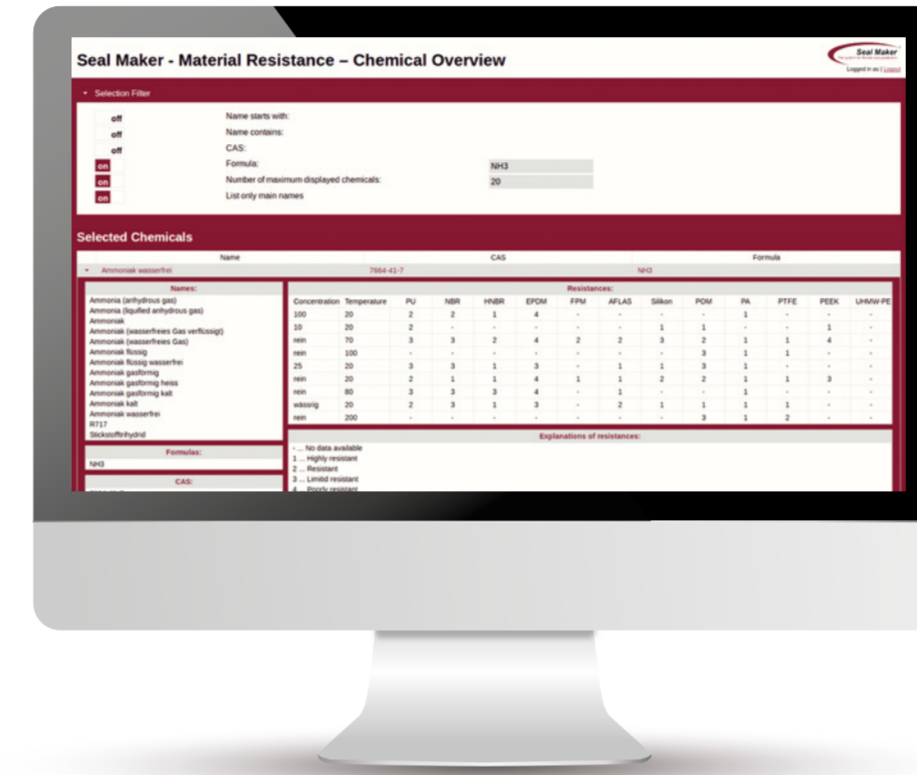 Seal Maker - Material Resistance – Chemical Overview
Seal Maker
Logged in as | Logout
Selection Filter
off Name starts with:
off Name contains:
off CAS:
on Formula: NH3
on Number of maximum displayed chemicals: 20
on List only main names
Selected Chemicals
Name CAS Formula
Ammoniak wasserfrei 7664-41-7 NH3
Names:
Ammonia (anhydrous gas)
Ammonia (liquified anhydrous gas)
Ammoniak
Ammoniak (wasserfreies Gas verflüssigt)
Ammoniak (wasserfreies Gas)
Ammoniak flüssig
Ammoniak flüssig wasserfrei
Ammoniak gasförmig
Ammoniak gasförmig heiss
Ammoniak gasförmig kalt
Ammoniak kalt
Ammoniak wasserfrei
R717
Stickstofftrihydrid
Formulas:
NH3
CAS:
Resistances:
Concentration Temperature PU NBR HNBR EPDM FPM AFLAS Silikon POM PA PTFE PEEK UHMW-PE
100 20 2 2 1 4 - - - - 1 - - -
10 20 2 - - - - - 1 1 - - 1 -
rein 70 3 3 2 4 2 2 3 2 1 1 4 -
rein 100 - - - - - - - 3 1 1 - -
25 20 3 3 1 3 - 1 1 3 1 - - -
rein 20 2 1 1 4 1 1 2 2 1 1 3 -
rein 80 3 3 3 4 - 1 - - 1 - - -
wässrig 20 2 3 1 3 - 2 1 1 1 1 - -
rein 200 - - - - - - - 3 1 2 - -
Explanations of resistances:
- ... No data available
1 ... Highly resistant
2 ... Resistant
3 ... Limitid resistant
4 ... Poorly resistant